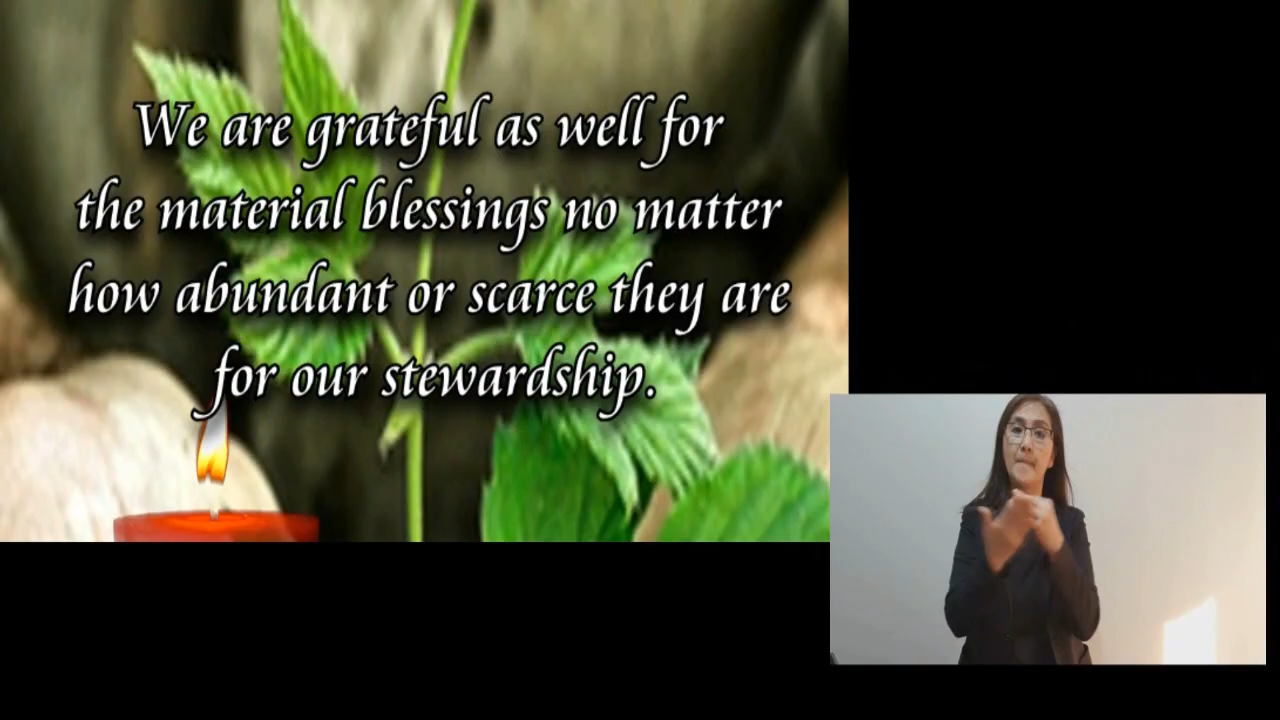 We are grateful as well for
the material blessings no matter
how abundant or scarce they are
for our stewardship.